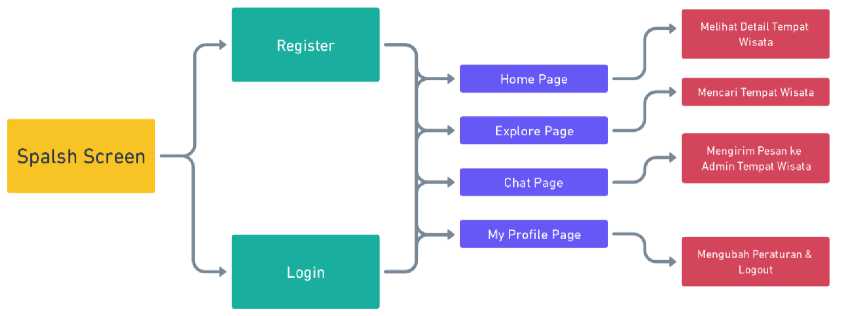 Spalsh Screen
Register
Login
Home Page
Explore Page
Chat Page
My Profile Page
Melihat Detail Tempat
Wisata
Mencari Tempat Wisata
Mengirim Pesan ke
Admin Tempat Wisata
Mengubah Peraturan &
Logout